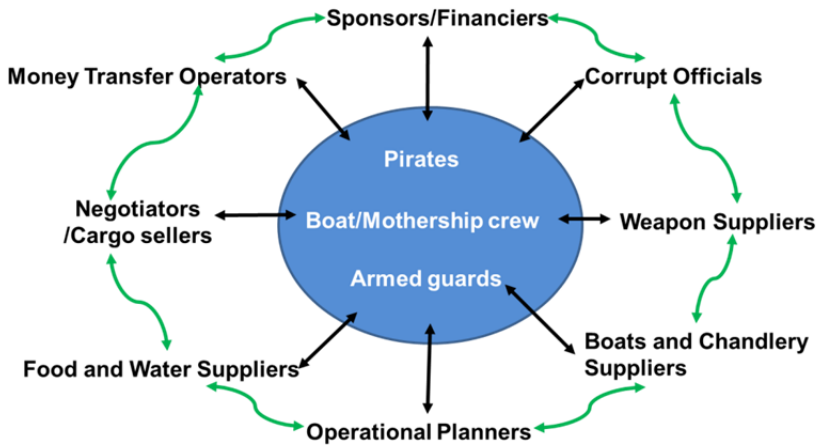 Sponsors/Financiers
Money Transfer Operators
Corrupt Officials
Pirates
Negotiators
/Cargo sellers
Boat/Mothership crew
Weapon Suppliers
Armed guards
Boats and Chandlery
Suppliers
Food and Water Suppliers
Operational Planners